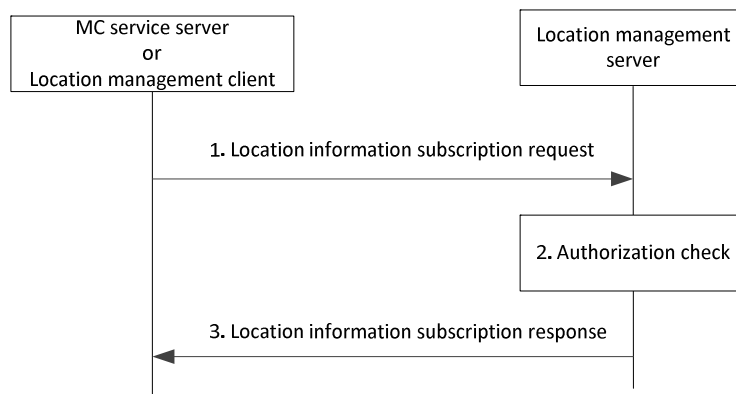 MC service server
or
Location management client
Location management
server
1. Location information subscription request
2. Authorization check
3. Location information subscription response